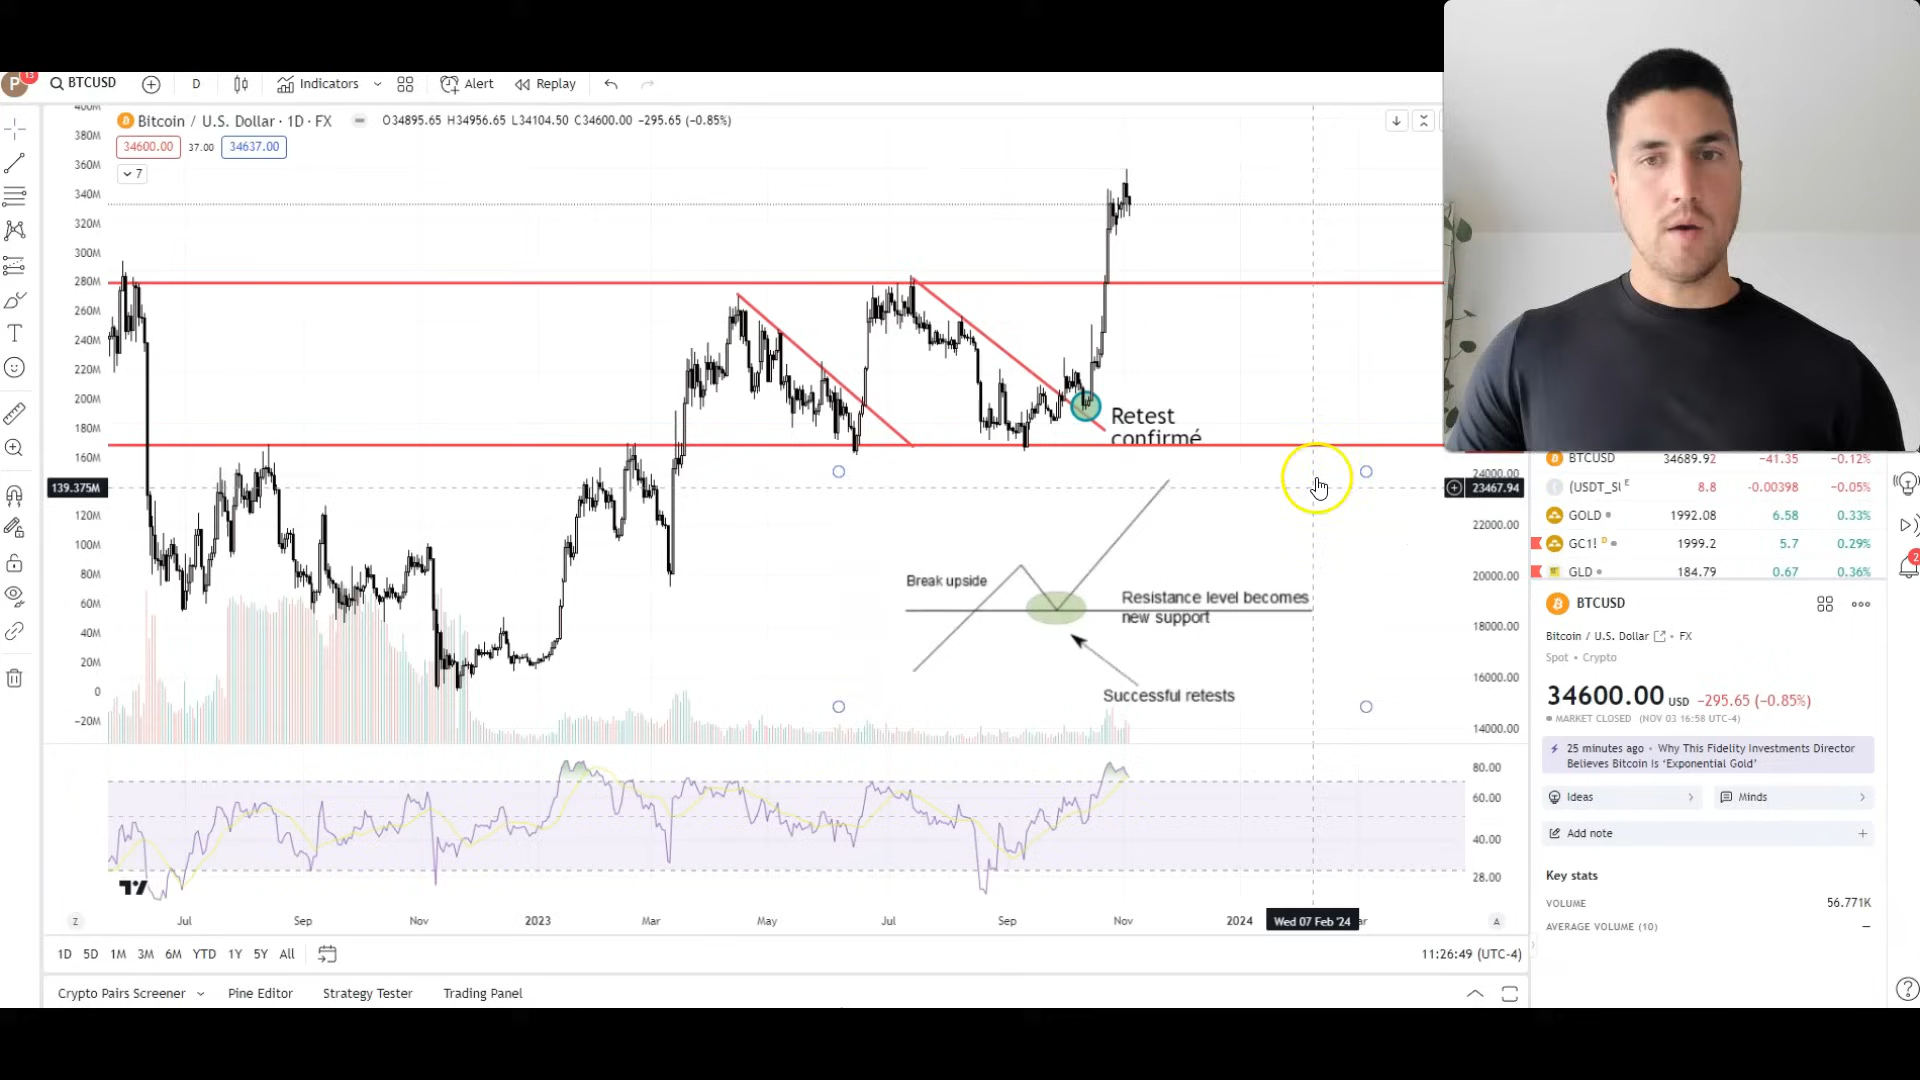 P
13
BTCUSD
D
Indicators
Alert
Replay
Bitcoin / U.S. Dollar · 1D · FX
O34895.65 H34956.65 L34104.50 C34600.00 −295.65 (−0.85%)
34600.00
37.00
34637.00
7
400M
380M
360M
340M
320M
300M
280M
260M
240M
220M
200M
180M
160M
139.375M
120M
100M
80M
60M
40M
20M
0
−20M
Retest
confirmé
Break upside
Resistance level becomes
new support
Successful retests
24000.00
23467.94
22000.00
20000.00
18000.00
16000.00
14000.00
80.00
60.00
40.00
28.00
Z
Jul
Sep
Nov
2023
Mar
May
Jul
Sep
Nov
2024
Wed 07 Feb '24
A
1D 5D 1M 3M 6M YTD 1Y 5Y All
11:26:49 (UTC-4)
Crypto Pairs Screener
Pine Editor
Strategy Tester
Trading Panel
BTCUSD 34689.92 −41.35 −0.12%
8.8 −0.00398 −0.05%
GOLD 1992.08 6.58 0.33%
GC1! D 1999.2 5.7 0.29%
GLD 184.79 0.67 0.36%
BTCUSD
Bitcoin / U.S. Dollar • FX
Spot • Crypto
34600.00 USD −295.65 (−0.85%)
MARKET CLOSED (NOV 03 16:58 UTC-4)
25 minutes ago • Why This Fidelity Investments Director
Believes Bitcoin Is ‘Exponential Gold’
Ideas
Minds
Add note
Key stats
VOLUME 56.771K
AVERAGE VOLUME (10) —
2